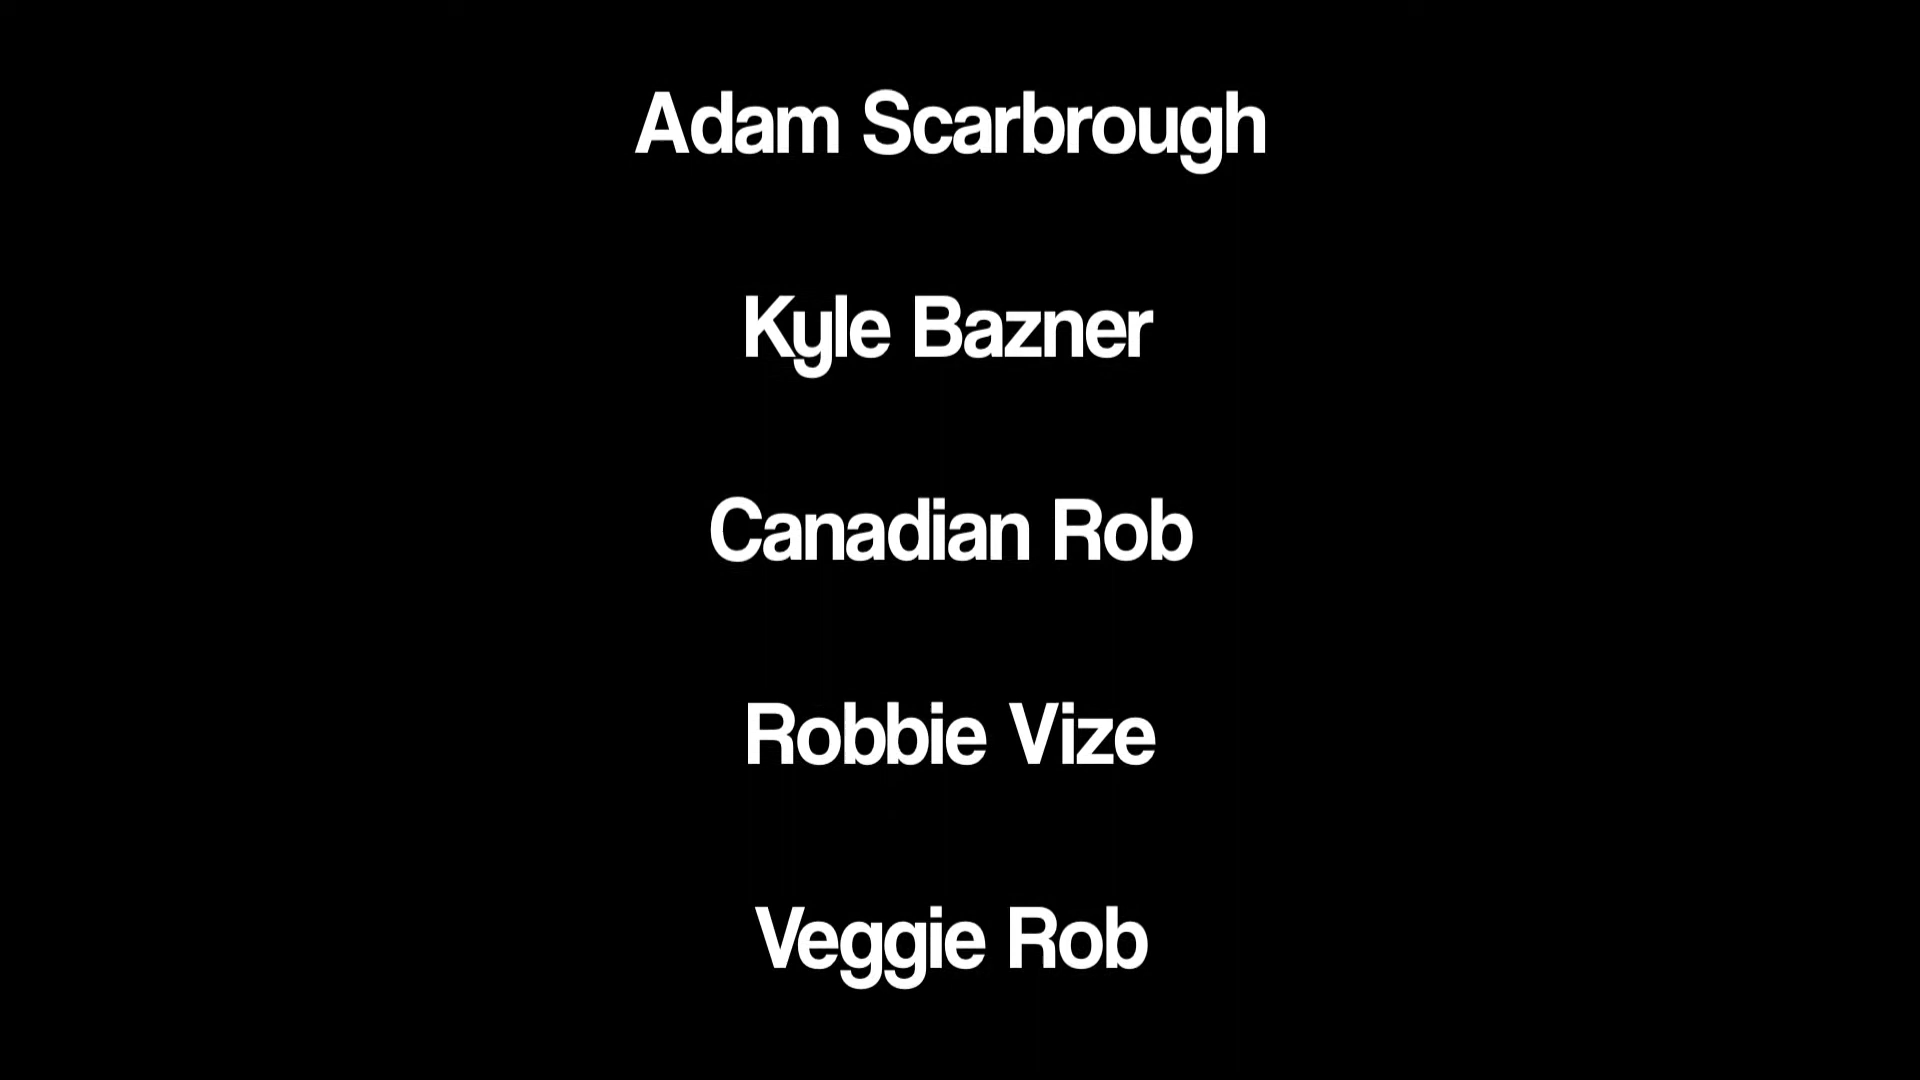 Adam Scarbrough
Kyle Bazner
Canadian Rob
Robbie Vize
Veggie Rob